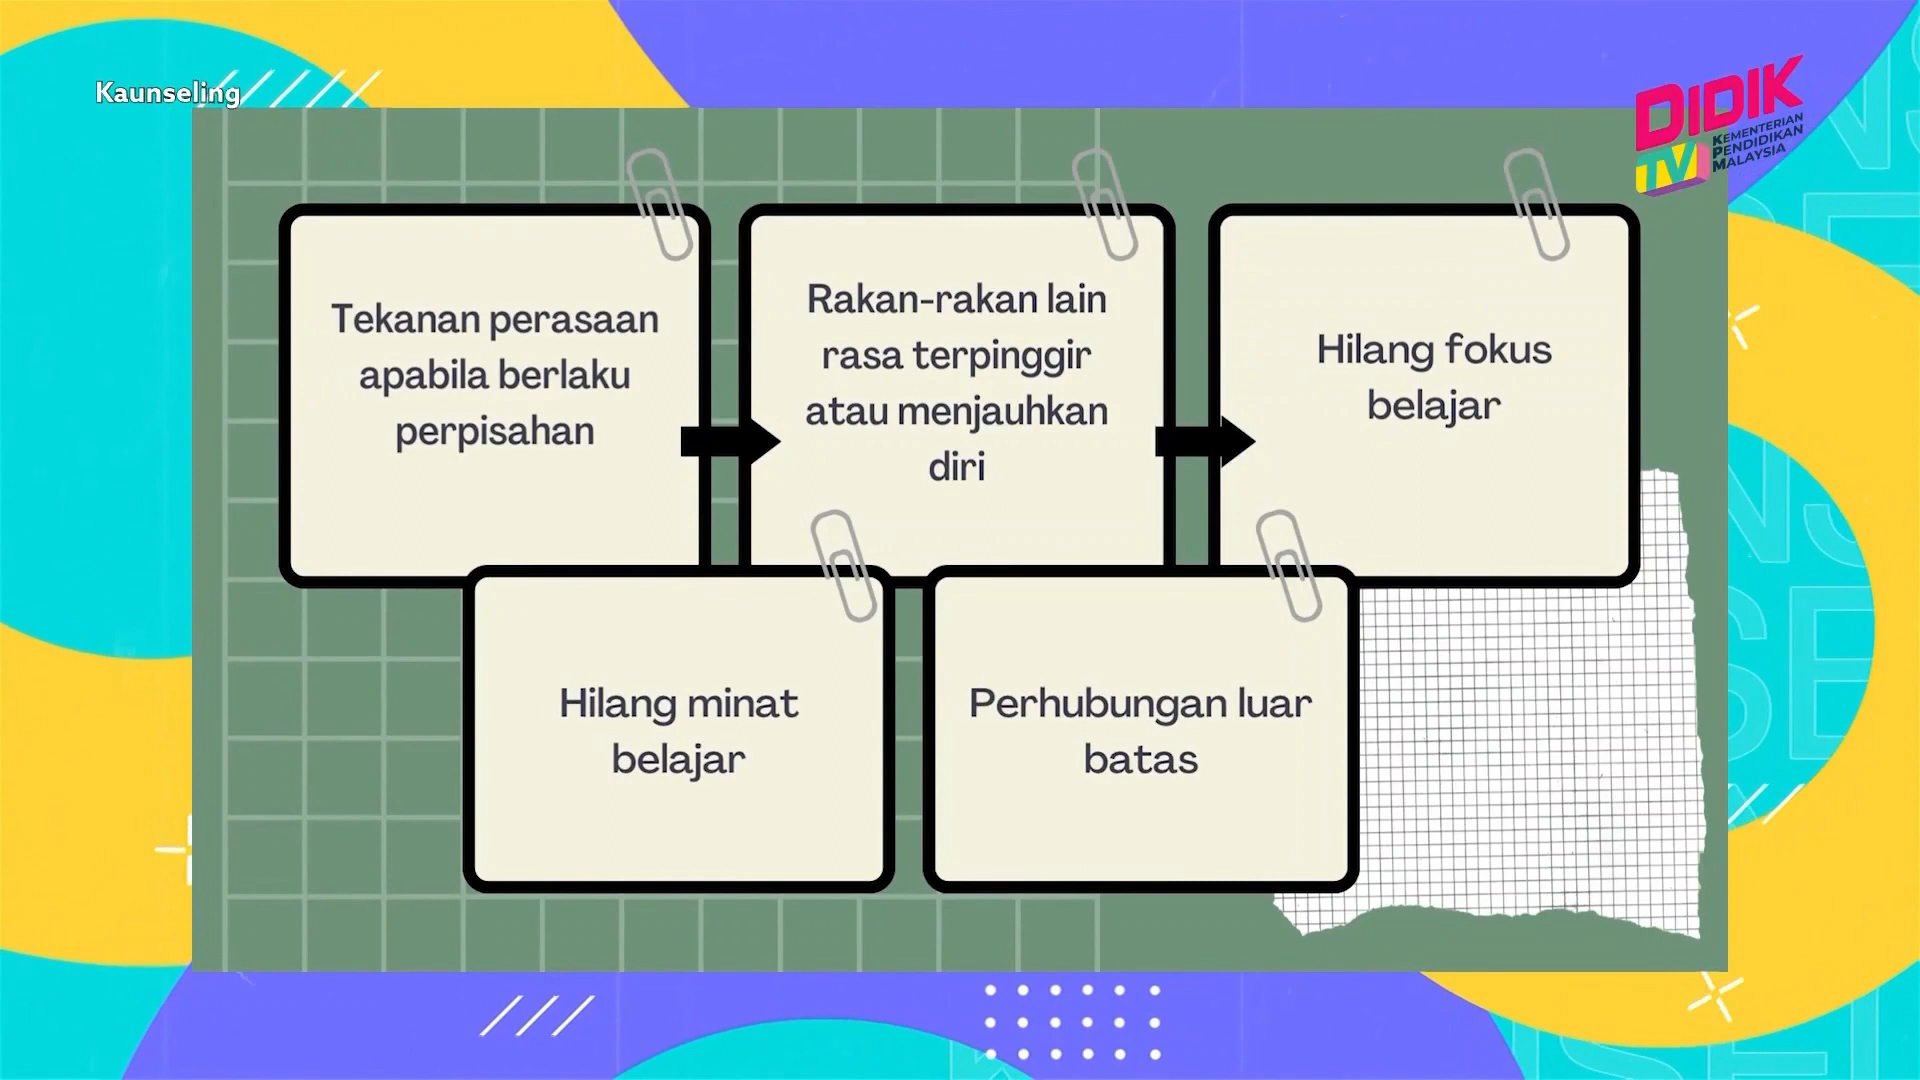 Kaunseling
DIDIK
TV
KEMENTERIAN
PENDIDIKAN
MALAYSIA
Tekanan perasaan
apabila berlaku
perpisahan
Rakan-rakan lain
rasa terpinggir
atau menjauhkan
diri
Hilang fokus
belajar
Hilang minat
belajar
Perhubungan luar
batas